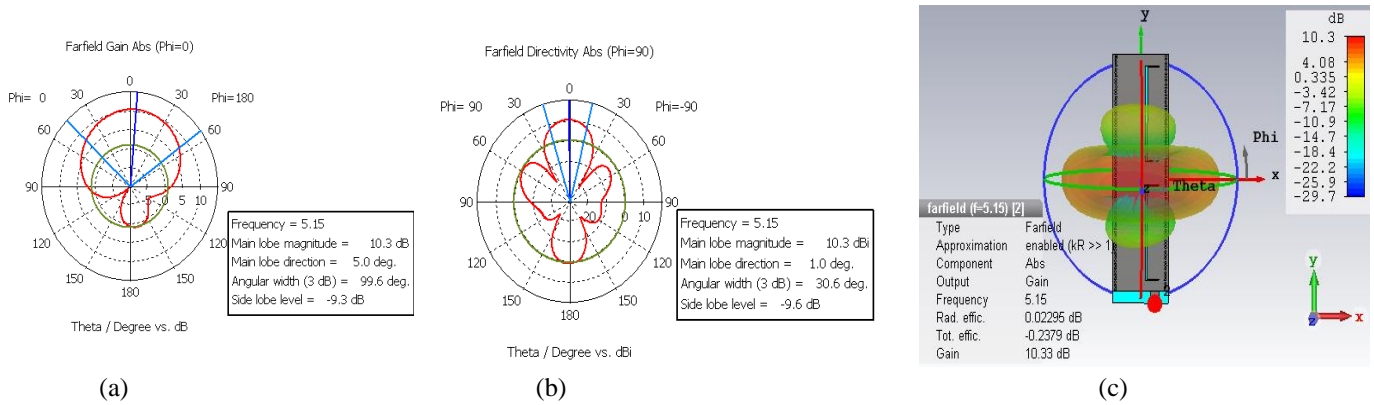 Farfield Gain Abs (Phi=0)
0
30
30
Phi= 0
Phi=180
60
60
90
-5
0
5
10
90
120
120
150
150
180
Theta / Degree vs. dB
Frequency = 5.15
Main lobe magnitude = 10.3 dB
Main lobe direction = 5.0 deg.
Angular width (3 dB) = 99.6 deg.
Side lobe level = -9.3 dB
(a)
Farfield Directivity Abs (Phi=90)
0
30
30
Phi= 90
Phi=-90
60
60
90
-20
0
10
90
120
120
150
150
180
Theta / Degree vs. dBi
Frequency = 5.15
Main lobe magnitude = 10.3 dBi
Main lobe direction = 1.0 deg.
Angular width (3 dB) = 30.6 deg.
Side lobe level = -9.6 dB
(b)
y
Phi
x
z
Theta
2
dB
10.3
4.08
0.335
-3.42
-7.17
-10.9
-14.7
-18.4
-22.2
-25.9
-29.7
farfield (f=5.15) [2]
Type Farfield
Approximation enabled (kR >> 1)
Component Abs
Output Gain
Frequency 5.15
Rad. effic. 0.02295 dB
Tot. effic. -0.2379 dB
Gain 10.33 dB
y
z
x
(c)